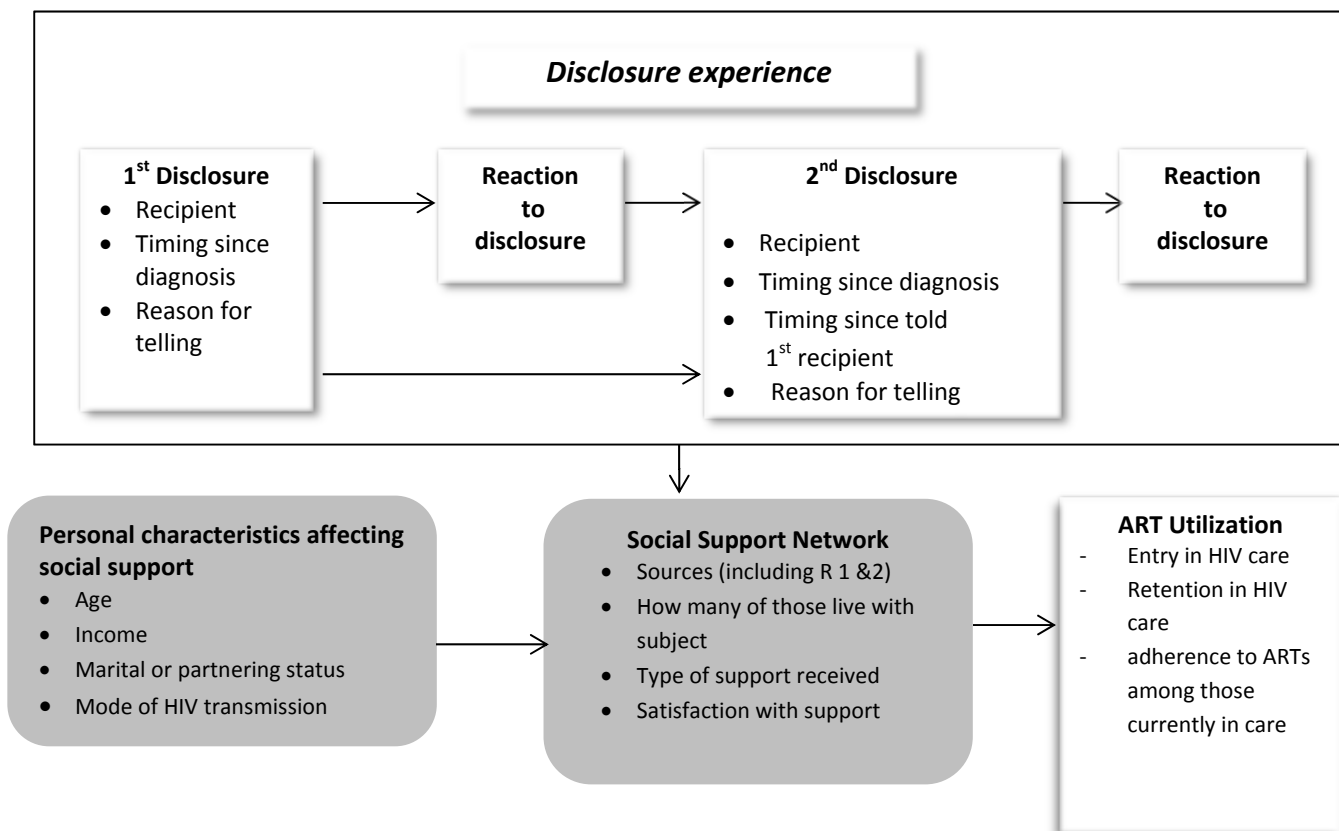 Disclosure experience
1st Disclosure
• Recipient
• Timing since
diagnosis
• Reason for
telling
Reaction
to
disclosure
2nd Disclosure
• Recipient
• Timing since diagnosis
• Timing since told
1st recipient
• Reason for telling
Reaction
to
disclosure
Personal characteristics affecting
social support
• Age
• Income
• Marital or partnering status
• Mode of HIV transmission
Social Support Network
• Sources (including R 1 &2)
• How many of those live with
subject
• Type of support received
• Satisfaction with support
ART Utilization
- Entry in HIV care
- Retention in HIV
care
- adherence to ARTs
among those
currently in care